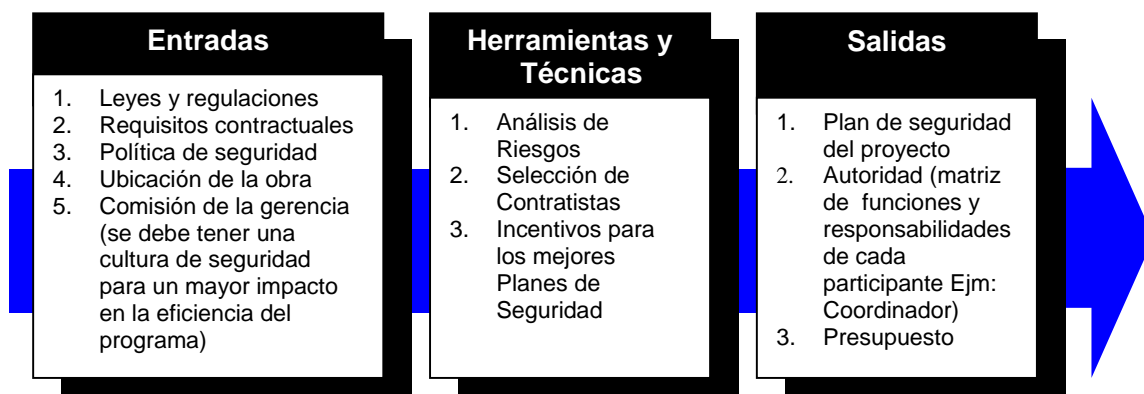 Entradas
1. Leyes y regulaciones
2. Requisitos contractuales
3. Política de seguridad
4. Ubicación de la obra
5. Comisión de la gerencia
(se debe tener una
cultura de seguridad
para un mayor impacto
en la eficiencia del
programa)
Herramientas y
Técnicas
1. Análisis de
Riesgos
2. Selección de
Contratistas
3. Incentivos para
los mejores
Planes de
Seguridad
Salidas
1. Plan de seguridad
del proyecto
2. Autoridad (matriz
de funciones y
responsabilidades
de cada
participante Ejm:
Coordinador)
3. Presupuesto